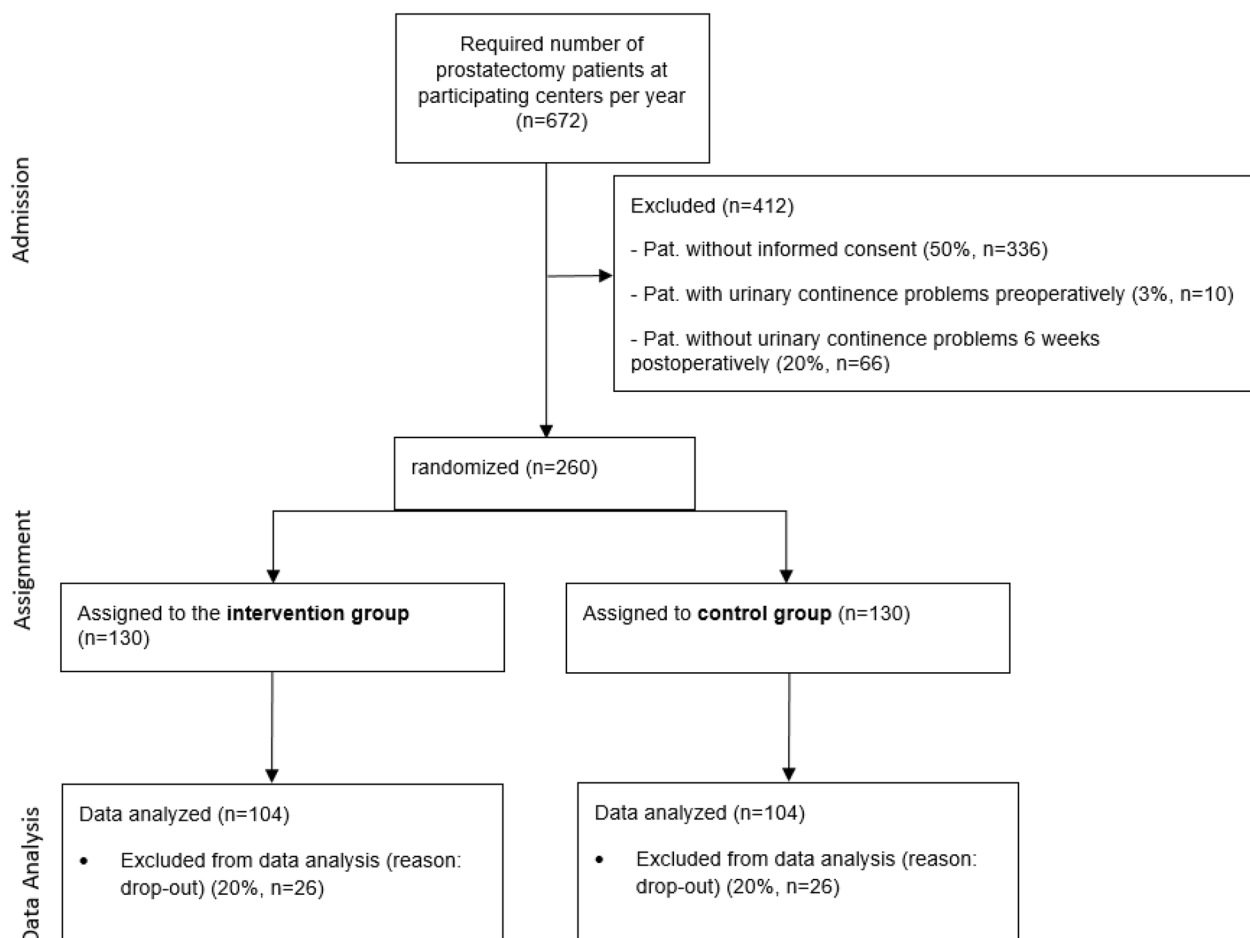 Required number of
prostatectomy patients at
participating centers per year
(n=672)
Admission
Excluded (n=412)
- Pat. without informed consent (50%, n=336)
- Pat. with urinary continence problems preoperatively (3%, n=10)
- Pat. without urinary continence problems 6 weeks
postoperatively (20%, n=66)
randomized (n=260)
Assignment
Assigned to the intervention group
(n=130)
Assigned to control group (n=130)
Data Analysis
Data analyzed (n=104)
• Excluded from data analysis (reason:
drop-out) (20%, n=26)
Data analyzed (n=104)
• Excluded from data analysis (reason:
drop-out) (20%, n=26)